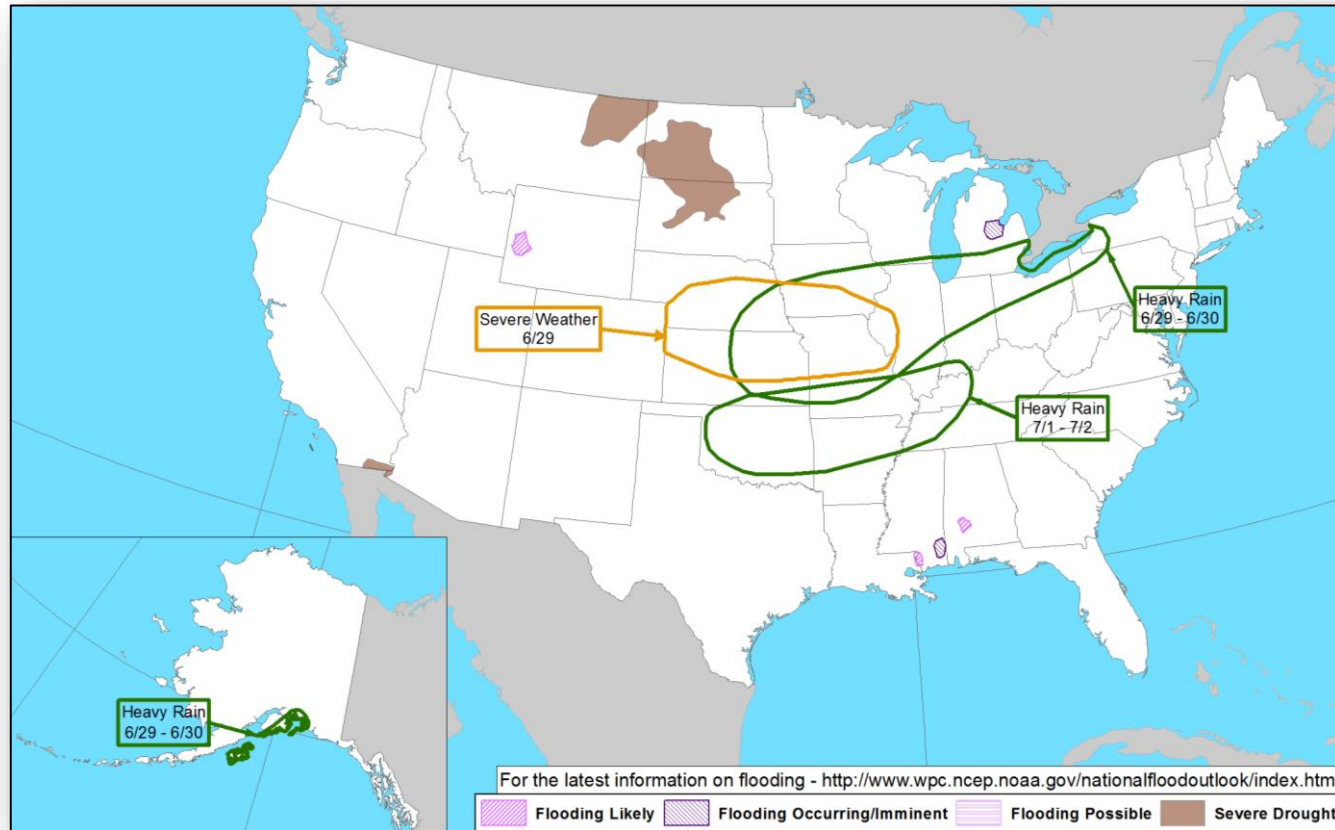 Severe Weather
6/29
Heavy Rain
6/29 - 6/30
Heavy Rain
7/1 - 7/2
Heavy Rain
6/29 - 6/30
For the latest information on flooding - http://www.wpc.ncep.noaa.gov/nationalfloodoutlook/index.htm
Flooding Likely
Flooding Occurring/Imminent
Flooding Possible
Severe Drought